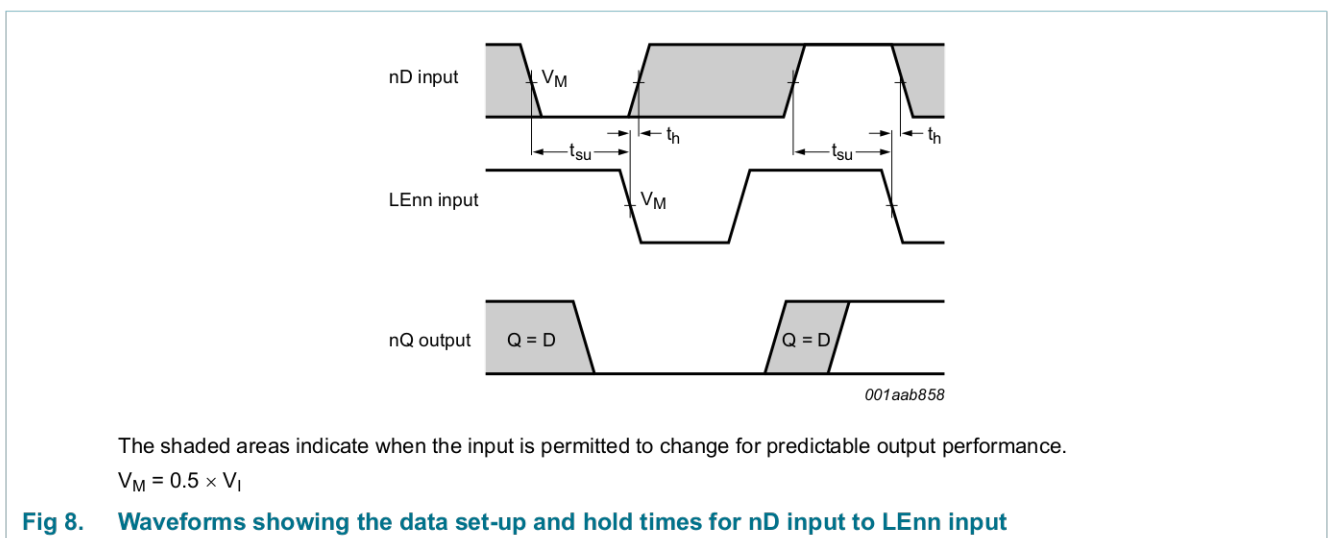 nD input
VM
th
th
tsu
tsu
LEnn input
VM
nQ output
Q = D
Q = D
001aab858
The shaded areas indicate when the input is permitted to change for predictable output performance.
VM = 0.5 × VI
Fig 8. Waveforms showing the data set-up and hold times for nD input to LEnn input